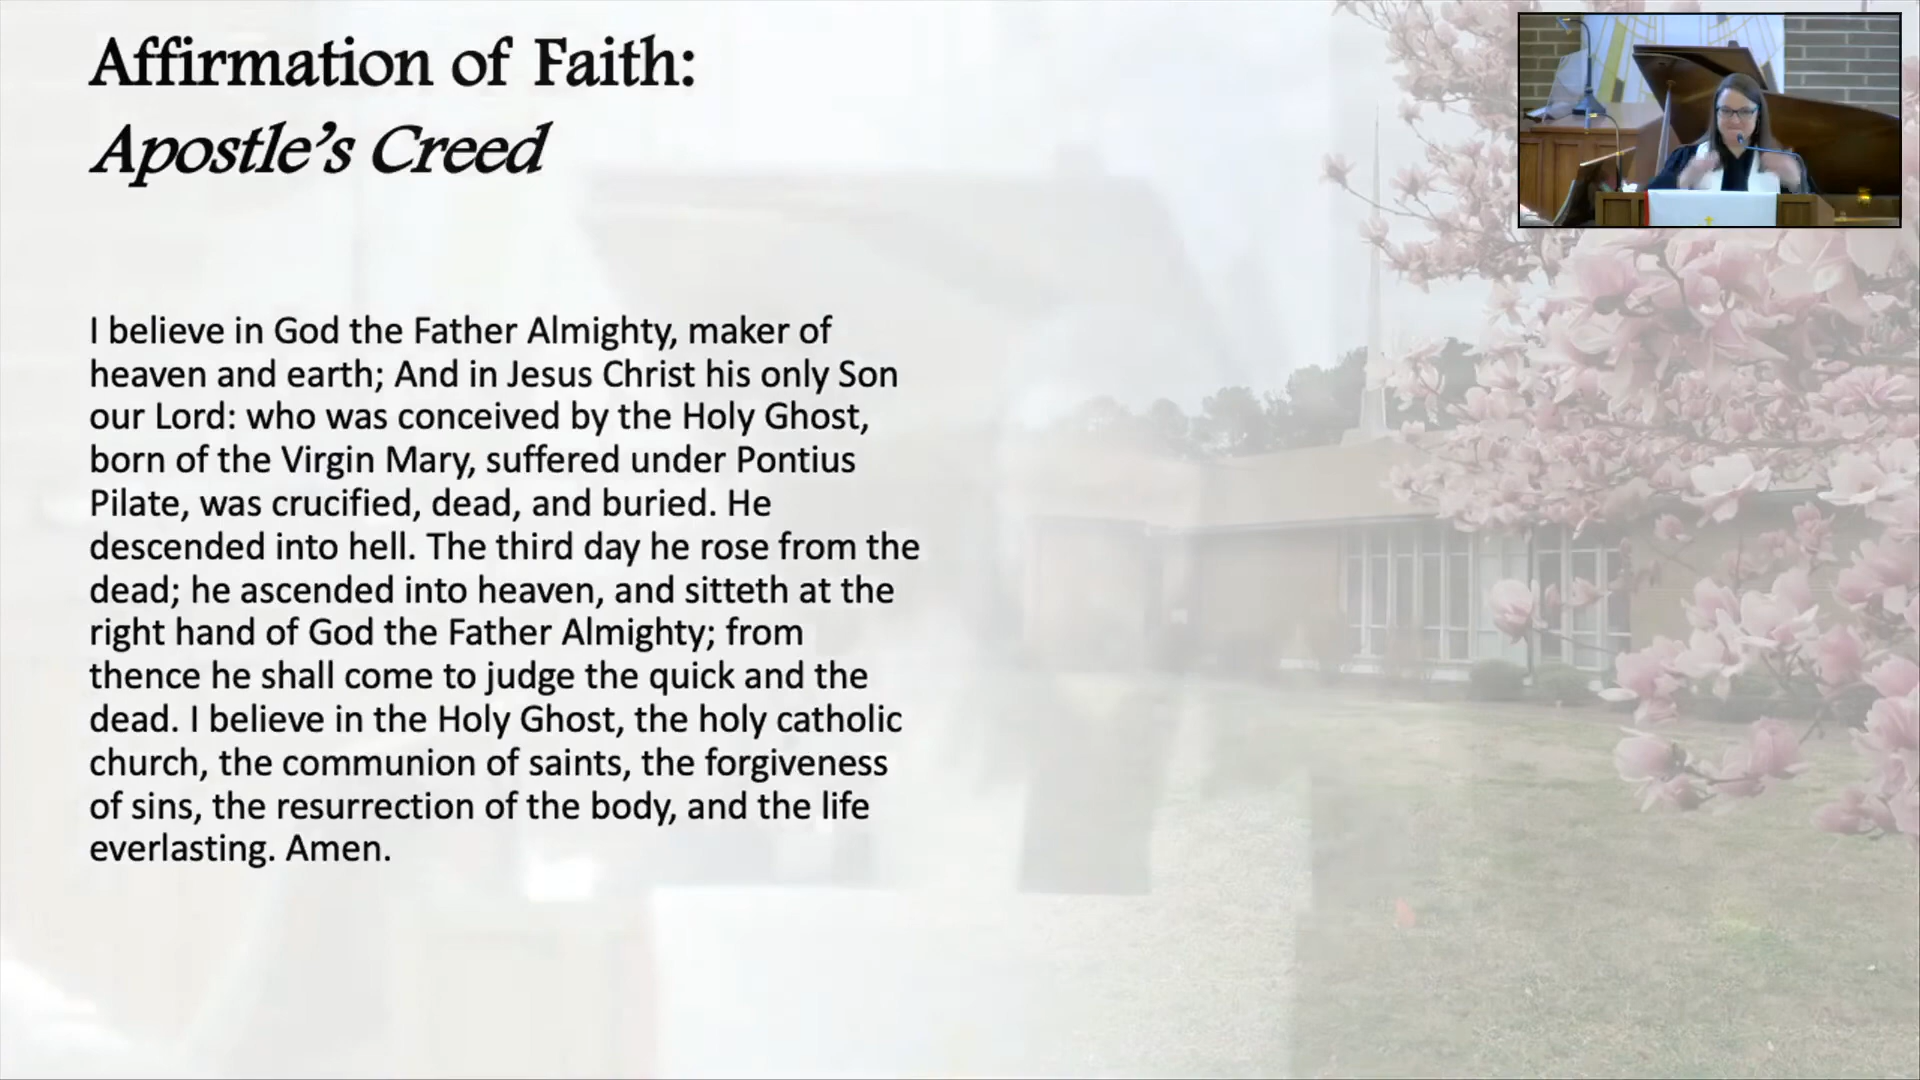 Affirmation of Faith:
Apostle’s Creed
I believe in God the Father Almighty, maker of
heaven and earth; And in Jesus Christ his only Son
our Lord: who was conceived by the Holy Ghost,
born of the Virgin Mary, suffered under Pontius
Pilate, was crucified, dead, and buried. He
descended into hell. The third day he rose from the
dead; he ascended into heaven, and sitteth at the
right hand of God the Father Almighty; from
thence he shall come to judge the quick and the
dead. I believe in the Holy Ghost, the holy catholic
church, the communion of saints, the forgiveness
of sins, the resurrection of the body, and the life
everlasting. Amen.